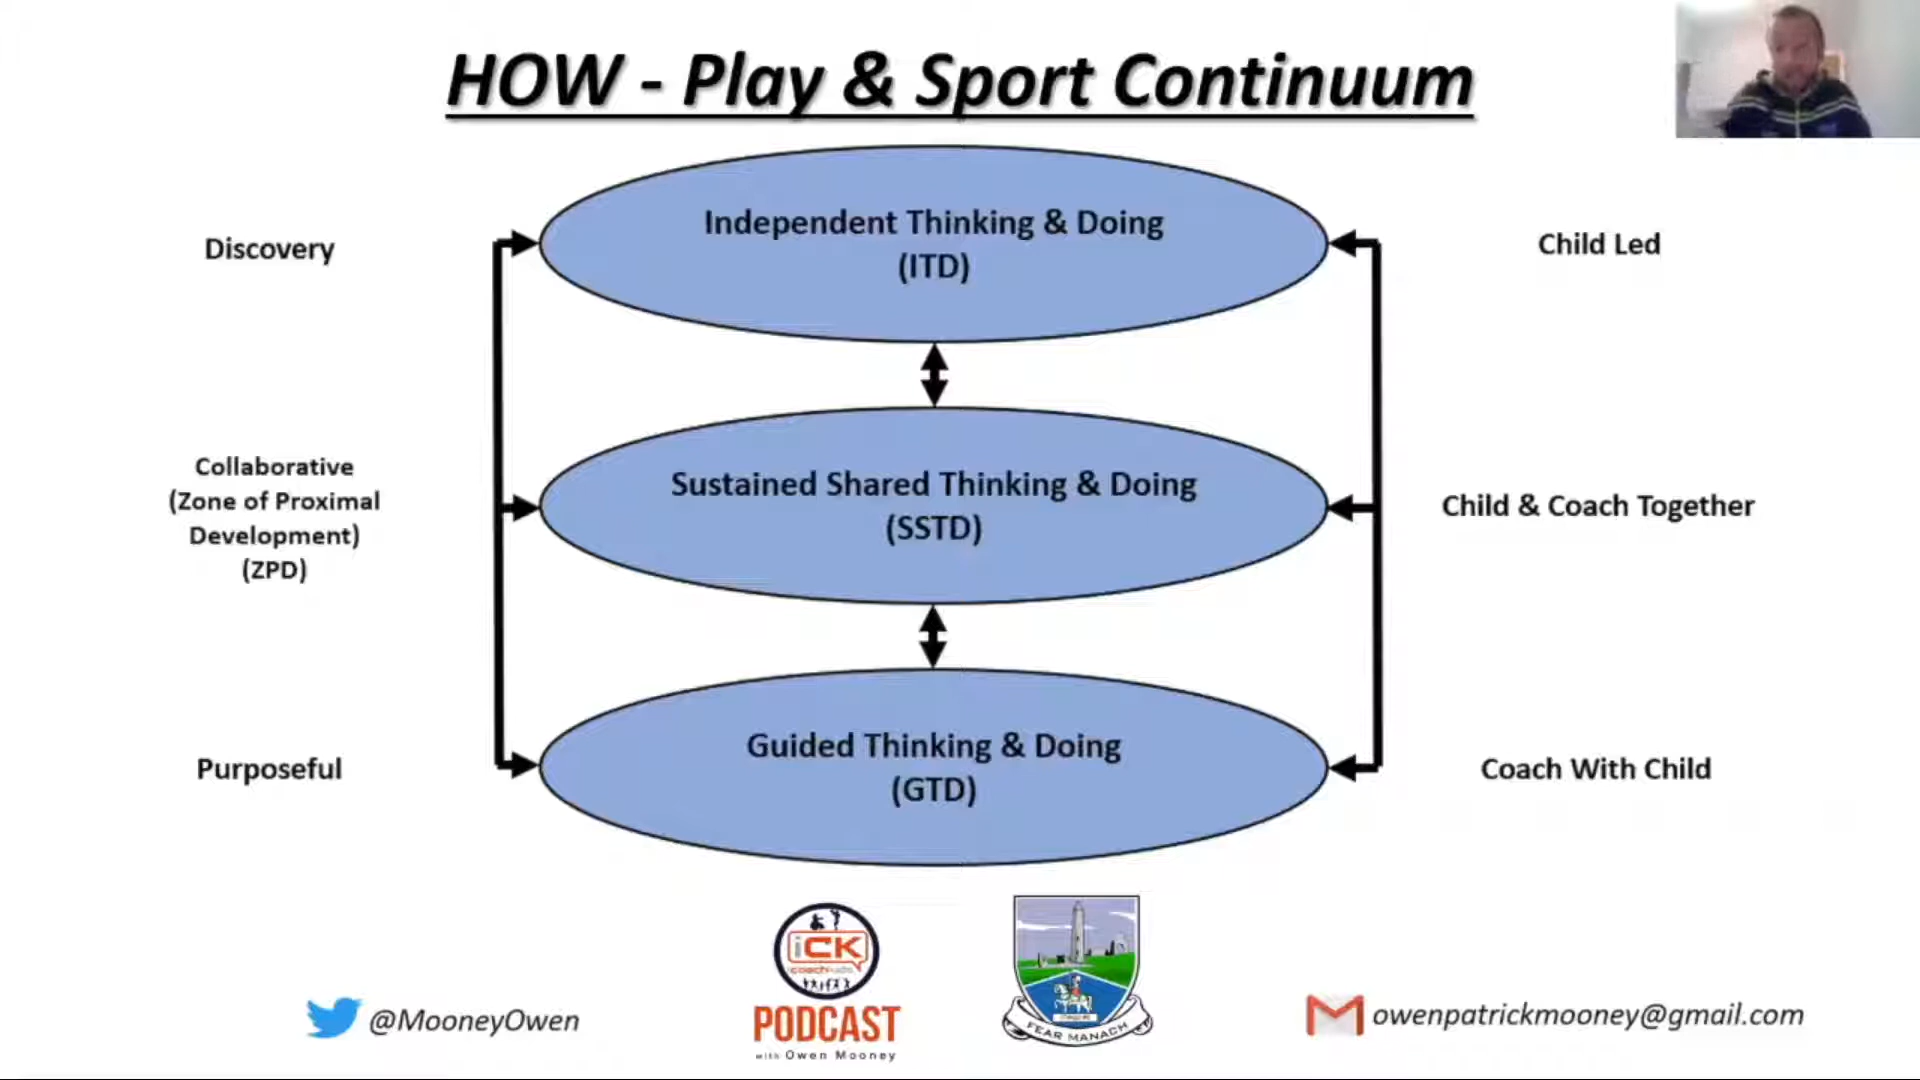 HOW - Play & Sport Continuum
Independent Thinking & Doing
(ITD)
Discovery
Child Led
Sustained Shared Thinking & Doing
(SSTD)
Collaborative
(Zone of Proximal
Development)
(ZPD)
Child & Coach Together
Guided Thinking & Doing
(GTD)
Purposeful
Coach With Child
@MooneyOwen
iCK
coachkids
PODCAST
with Owen Mooney
FEAR MANACH
owenpatrickmooney@gmail.com